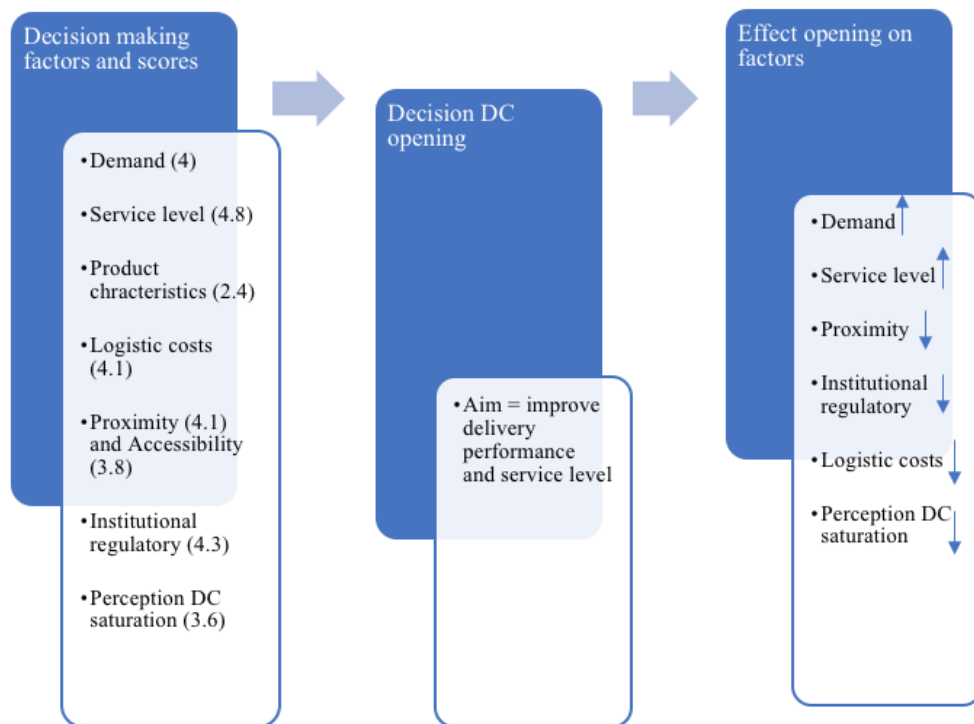 Decision making
factors and scores
•Demand (4)
•Service level (4.8)
•Product
chracteristics (2.4)
•Logistic costs
(4.1)
•Proximity (4.1)
and Accessibility
(3.8)
•Institutional
regulatory (4.3)
•Perception DC
saturation (3.6)
Decision DC
opening
•Aim = improve
delivery
performance
and service level
Effect opening on
factors
•Demand
•Service level
•Proximity
•Institutional
regulatory
•Logistic costs
•Perception DC
saturation